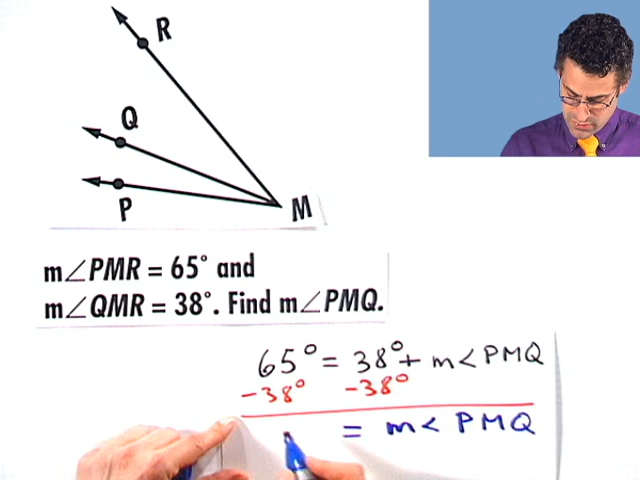 R
Q
P
M
m∠PMR = 65° and
m∠QMR = 38°. Find m∠PMQ.
65° = 38° + m< PMQ
-38° -38°
= m< PMQ